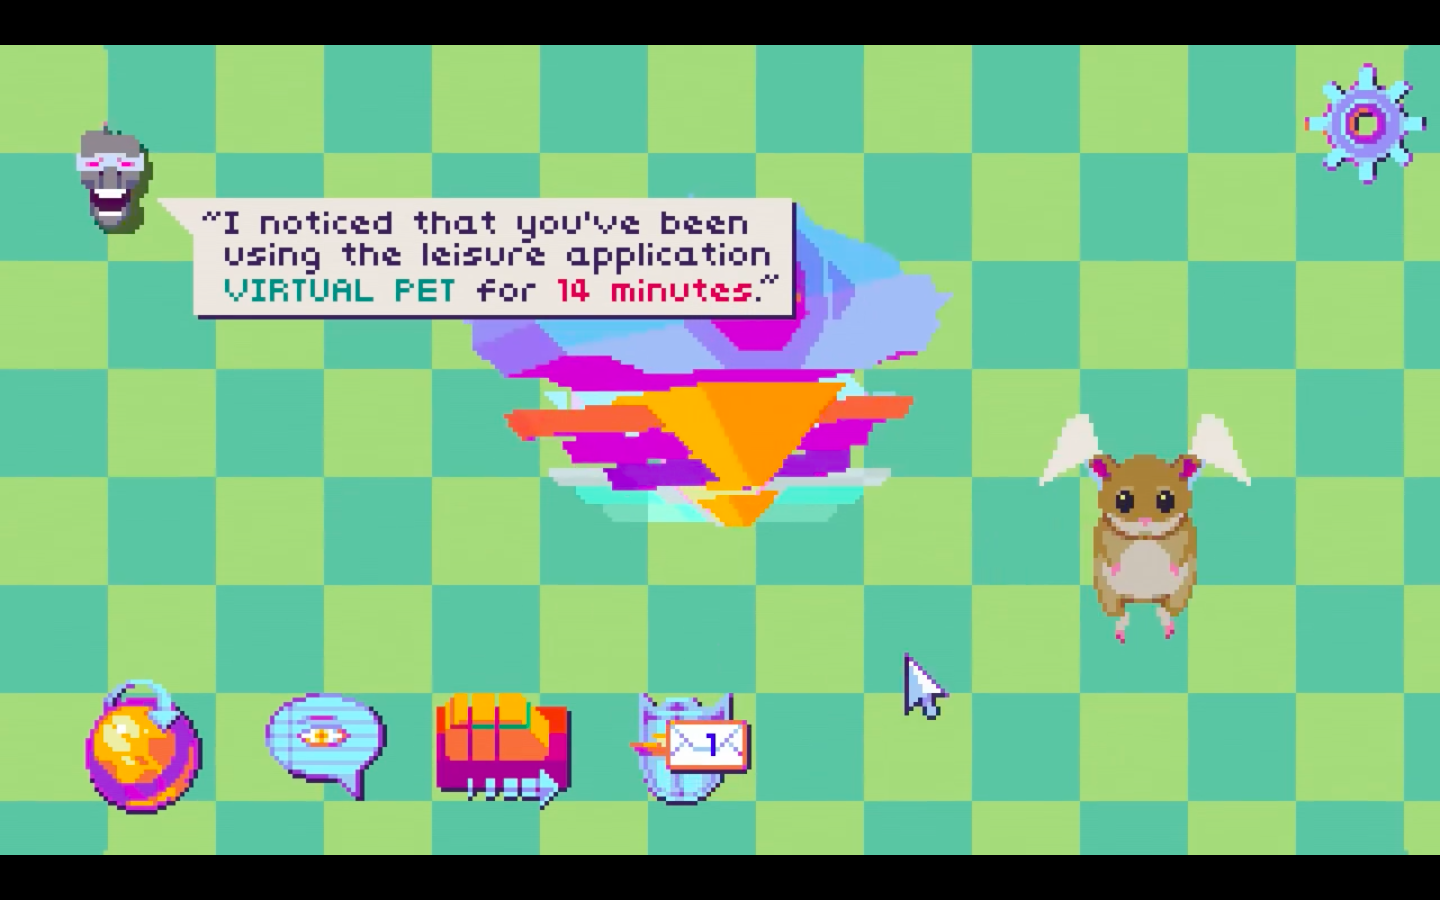 “I noticed that you've been
using the leisure application
VIRTUAL PET for 14 minutes.”
1